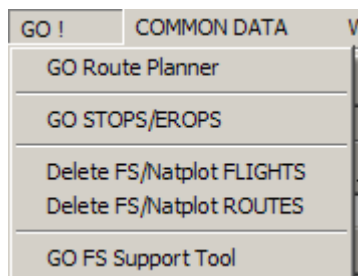 GO ! COMMON DATA
GO Route Planner
GO STOPS/EROPS
Delete FS/Natplot FLIGHTS
Delete FS/Natplot ROUTES
GO FS Support Tool